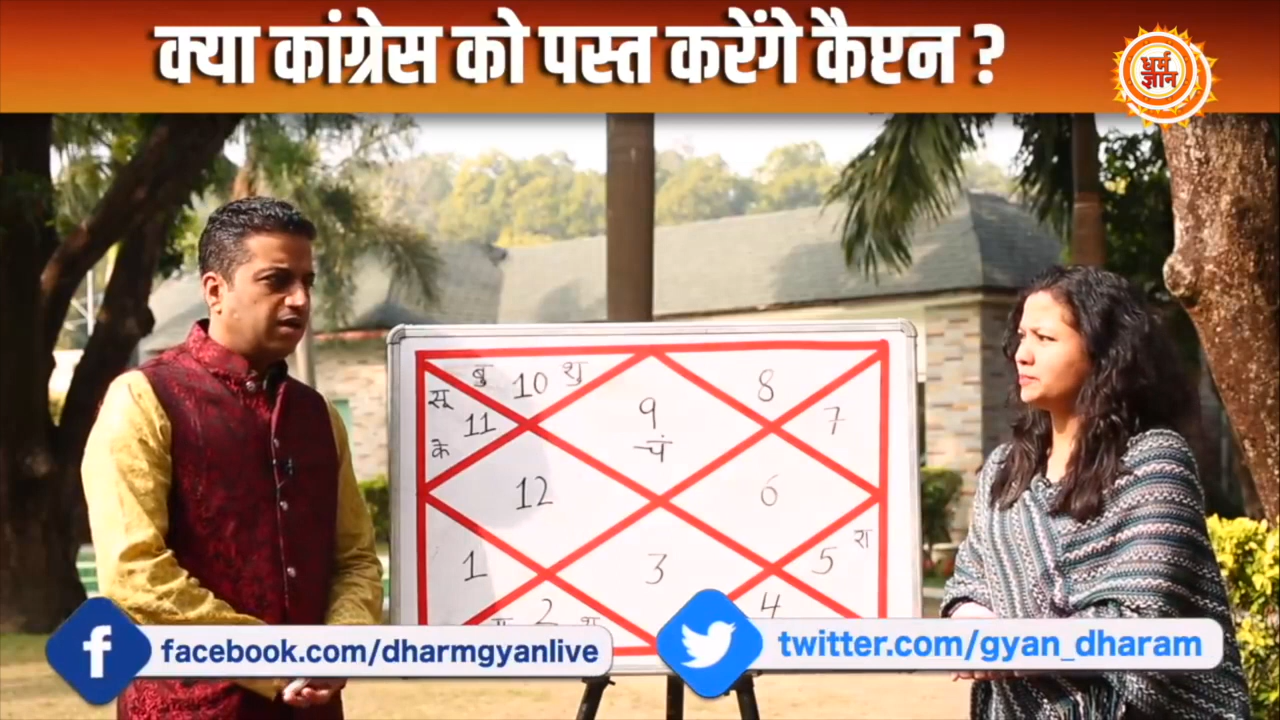 क्या कांग्रेस को पस्त करेंगे कैप्टन ?
धर्म
ज्ञान
बु 10 शु
सू
11
के
9
चं
8
7
12
6
1
3
5 श
2
4
facebook.com/dharmgyanlive
twitter.com/gyan_dharam